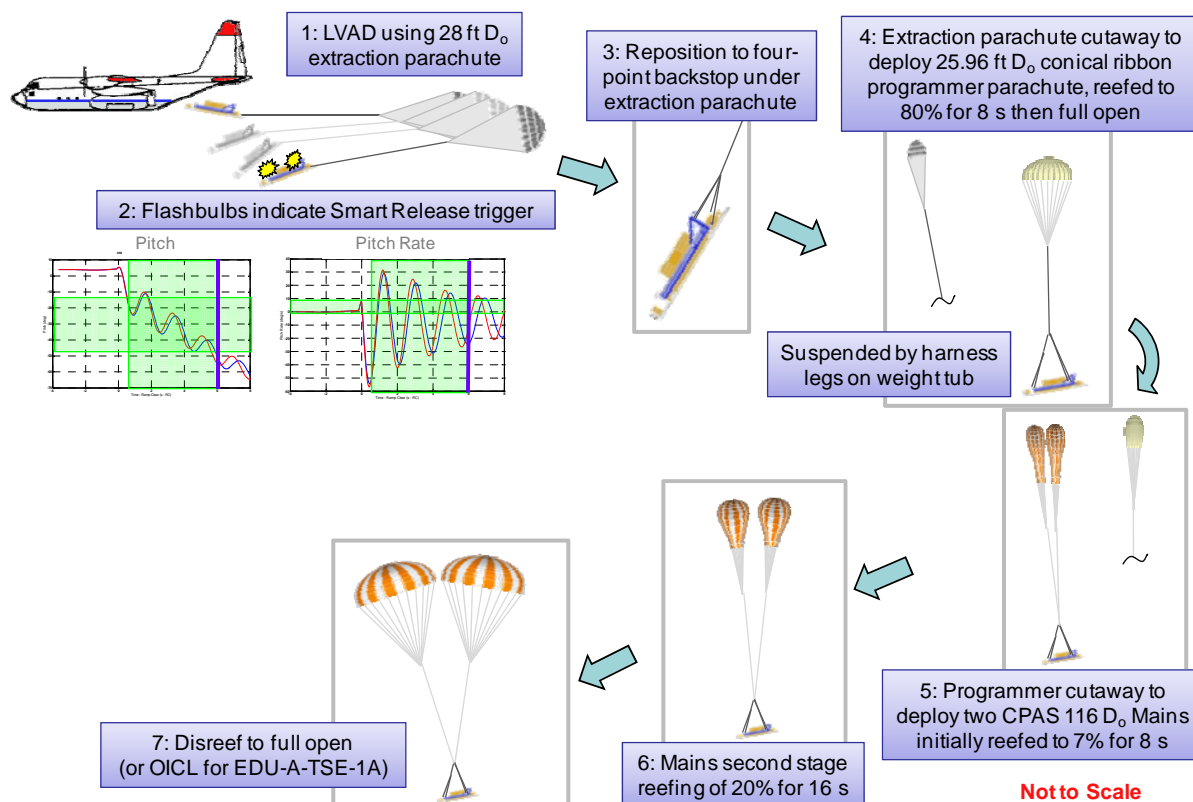 1: LVAD using 28 ft Do
extraction parachute
2: Flashbulbs indicate Smart Release trigger
Pitch
Pitch Rate
3: Reposition to four-
point backstop under
extraction parachute
4: Extraction parachute cutaway to
deploy 25.96 ft Do conical ribbon
programmer parachute, reefed to
80% for 8 s then full open
Suspended by harness
legs on weight tub
5: Programmer cutaway to
deploy two CPAS 116 Do Mains
initially reefed to 7% for 8 s
6: Mains second stage
reefing of 20% for 16 s
7: Disreef to full open
(or OICL for EDU-A-TSE-1A)
Not to Scale